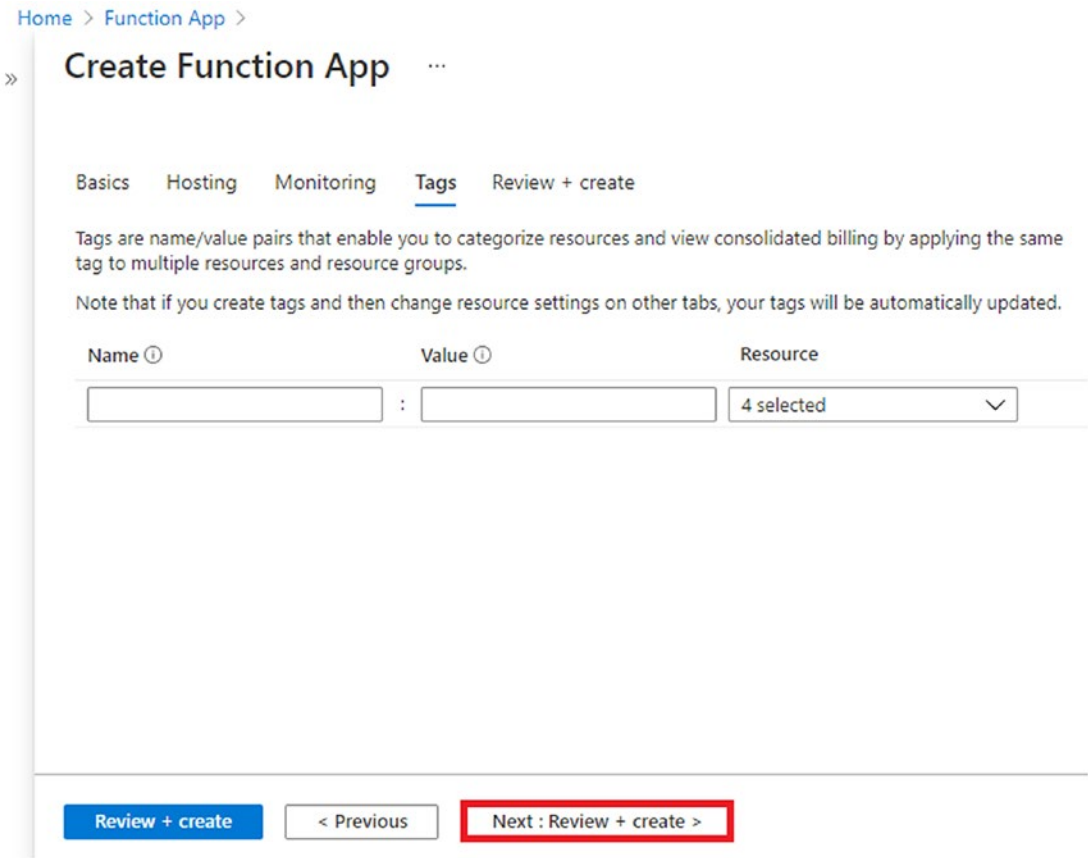 Home > Function App >
»
Create Function App ...
Basics Hosting Monitoring Tags Review + create
Tags are name/value pairs that enable you to categorize resources and view consolidated billing by applying the same
tag to multiple resources and resource groups.
Note that if you create tags and then change resource settings on other tabs, your tags will be automatically updated.
Name ⓘ Value ⓘ Resource
: 4 selected
Review + create < Previous Next : Review + create >